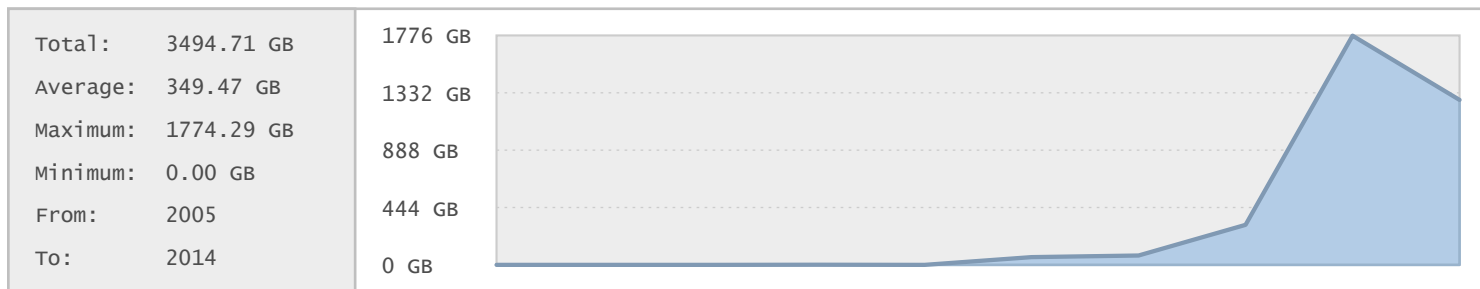 Total: 3494.71 GB
Average: 349.47 GB
Maximum: 1774.29 GB
Minimum: 0.00 GB
From: 2005
To: 2014
1776 GB
1332 GB
888 GB
444 GB
0 GB